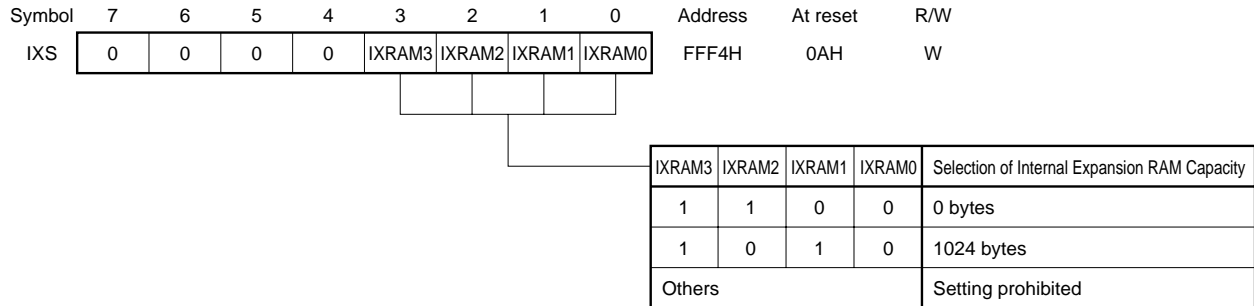 Symbol 7 6 5 4 3 2 1 0 Address At reset R/W
IXS 0 0 0 0 IXRAM3 IXRAM2 IXRAM1 IXRAM0 FFF4H 0AH W
IXRAM3 IXRAM2 IXRAM1 IXRAM0 Selection of Internal Expansion RAM Capacity
1 1 0 0 0 bytes
1 0 1 0 1024 bytes
Others Setting prohibited